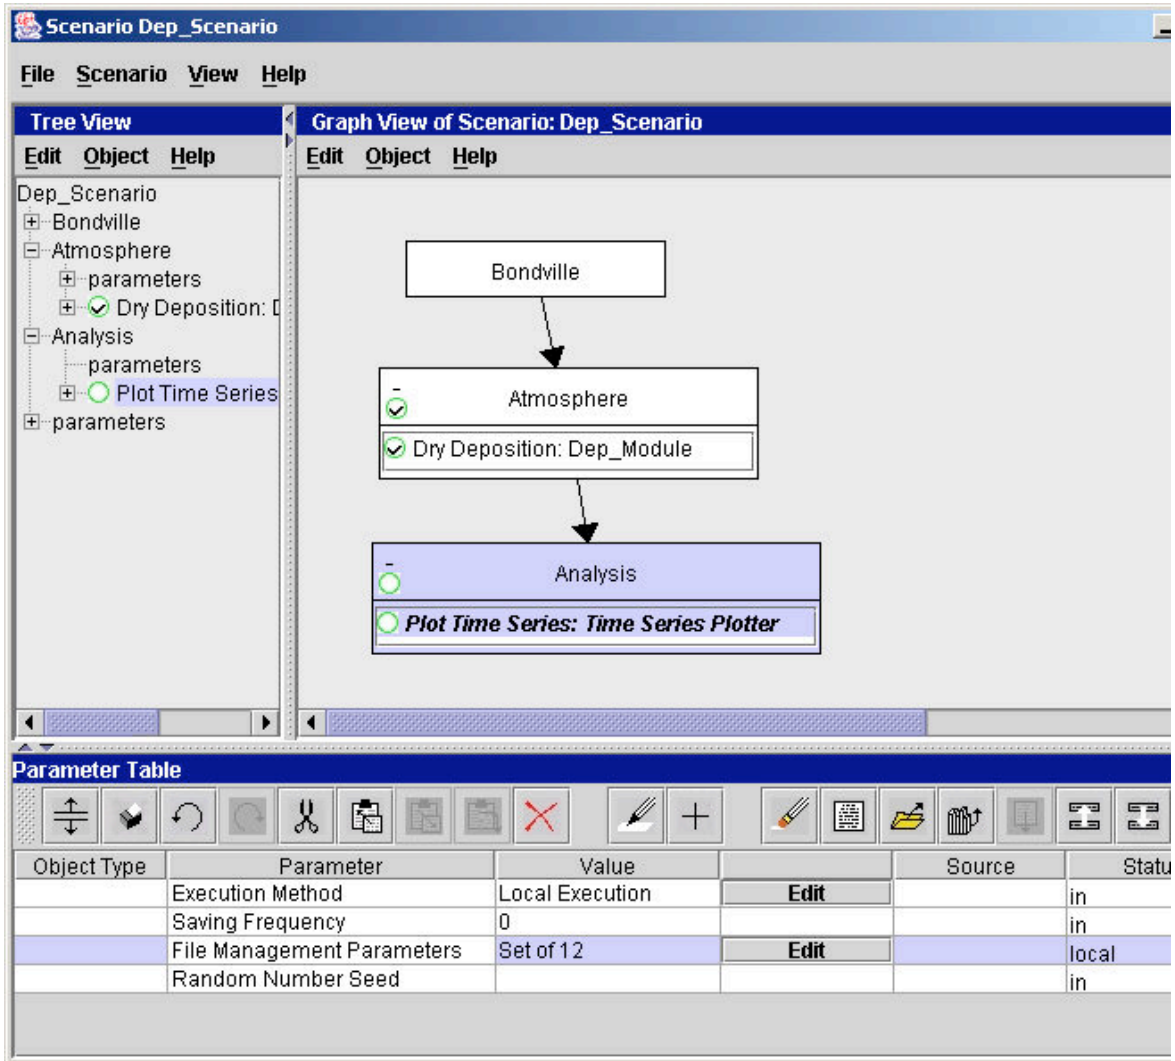 Scenario Dep_Scenario
File Scenario View Help
Tree View
Edit Object Help
Dep_Scenario
Bondville
Atmosphere
parameters
Dry Deposition: D
Analysis
parameters
Plot Time Series
parameters
Graph View of Scenario: Dep_Scenario
Edit Object Help
Bondville
Atmosphere
Dry Deposition: Dep_Module
Analysis
Plot Time Series: Time Series Plotter
Parameter Table
Object Type Parameter Value Source Statu
Execution Method Local Execution Edit in
Saving Frequency 0 in
File Management Parameters Set of 12 Edit local
Random Number Seed in